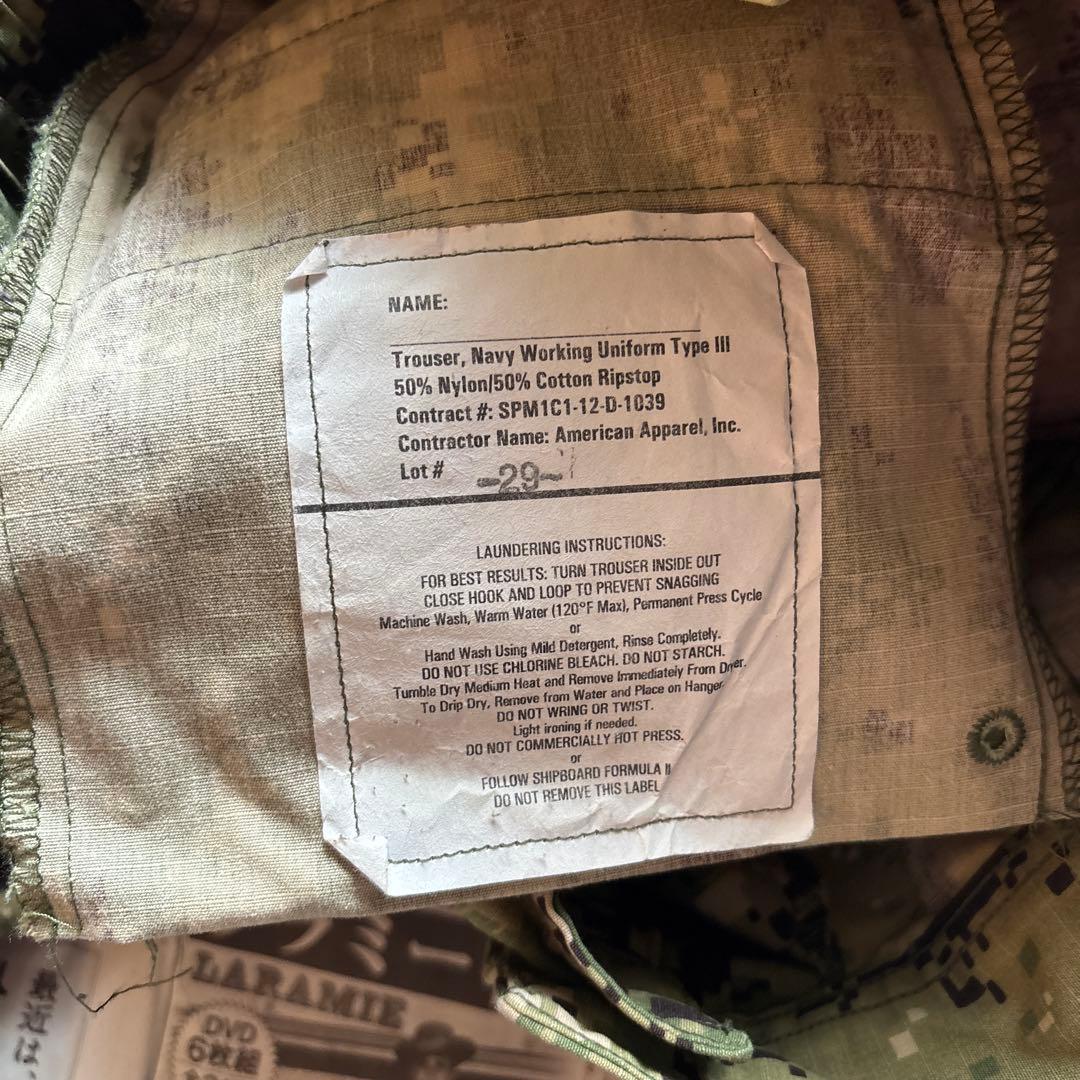 NAME:
Trouser, Navy Working Uniform Type III
50% Nylon/50% Cotton Ripstop
Contract #: SPM1C1-12-D-1039
Contractor Name: American Apparel, Inc.
Lot # -29-
LAUNDERING INSTRUCTIONS:
FOR BEST RESULTS: TURN TROUSER INSIDE OUT
CLOSE HOOK AND LOOP TO PREVENT SNAGGING
Machine Wash, Warm Water (120°F Max), Permanent Press Cycle
or
Hand Wash Using Mild Detergent, Rinse Completely.
DO NOT USE CHLORINE BLEACH. DO NOT STARCH.
Tumble Dry Medium Heat and Remove Immediately From Dryer.
To Drip Dry, Remove from Water and Place on Hanger
DO NOT WRING OR TWIST.
Light ironing if needed.
DO NOT COMMERCIALLY HOT PRESS.
or
FOLLOW SHIPBOARD FORMULA II
DO NOT REMOVE THIS LABEL
LARAMIE
DVD
6枚組